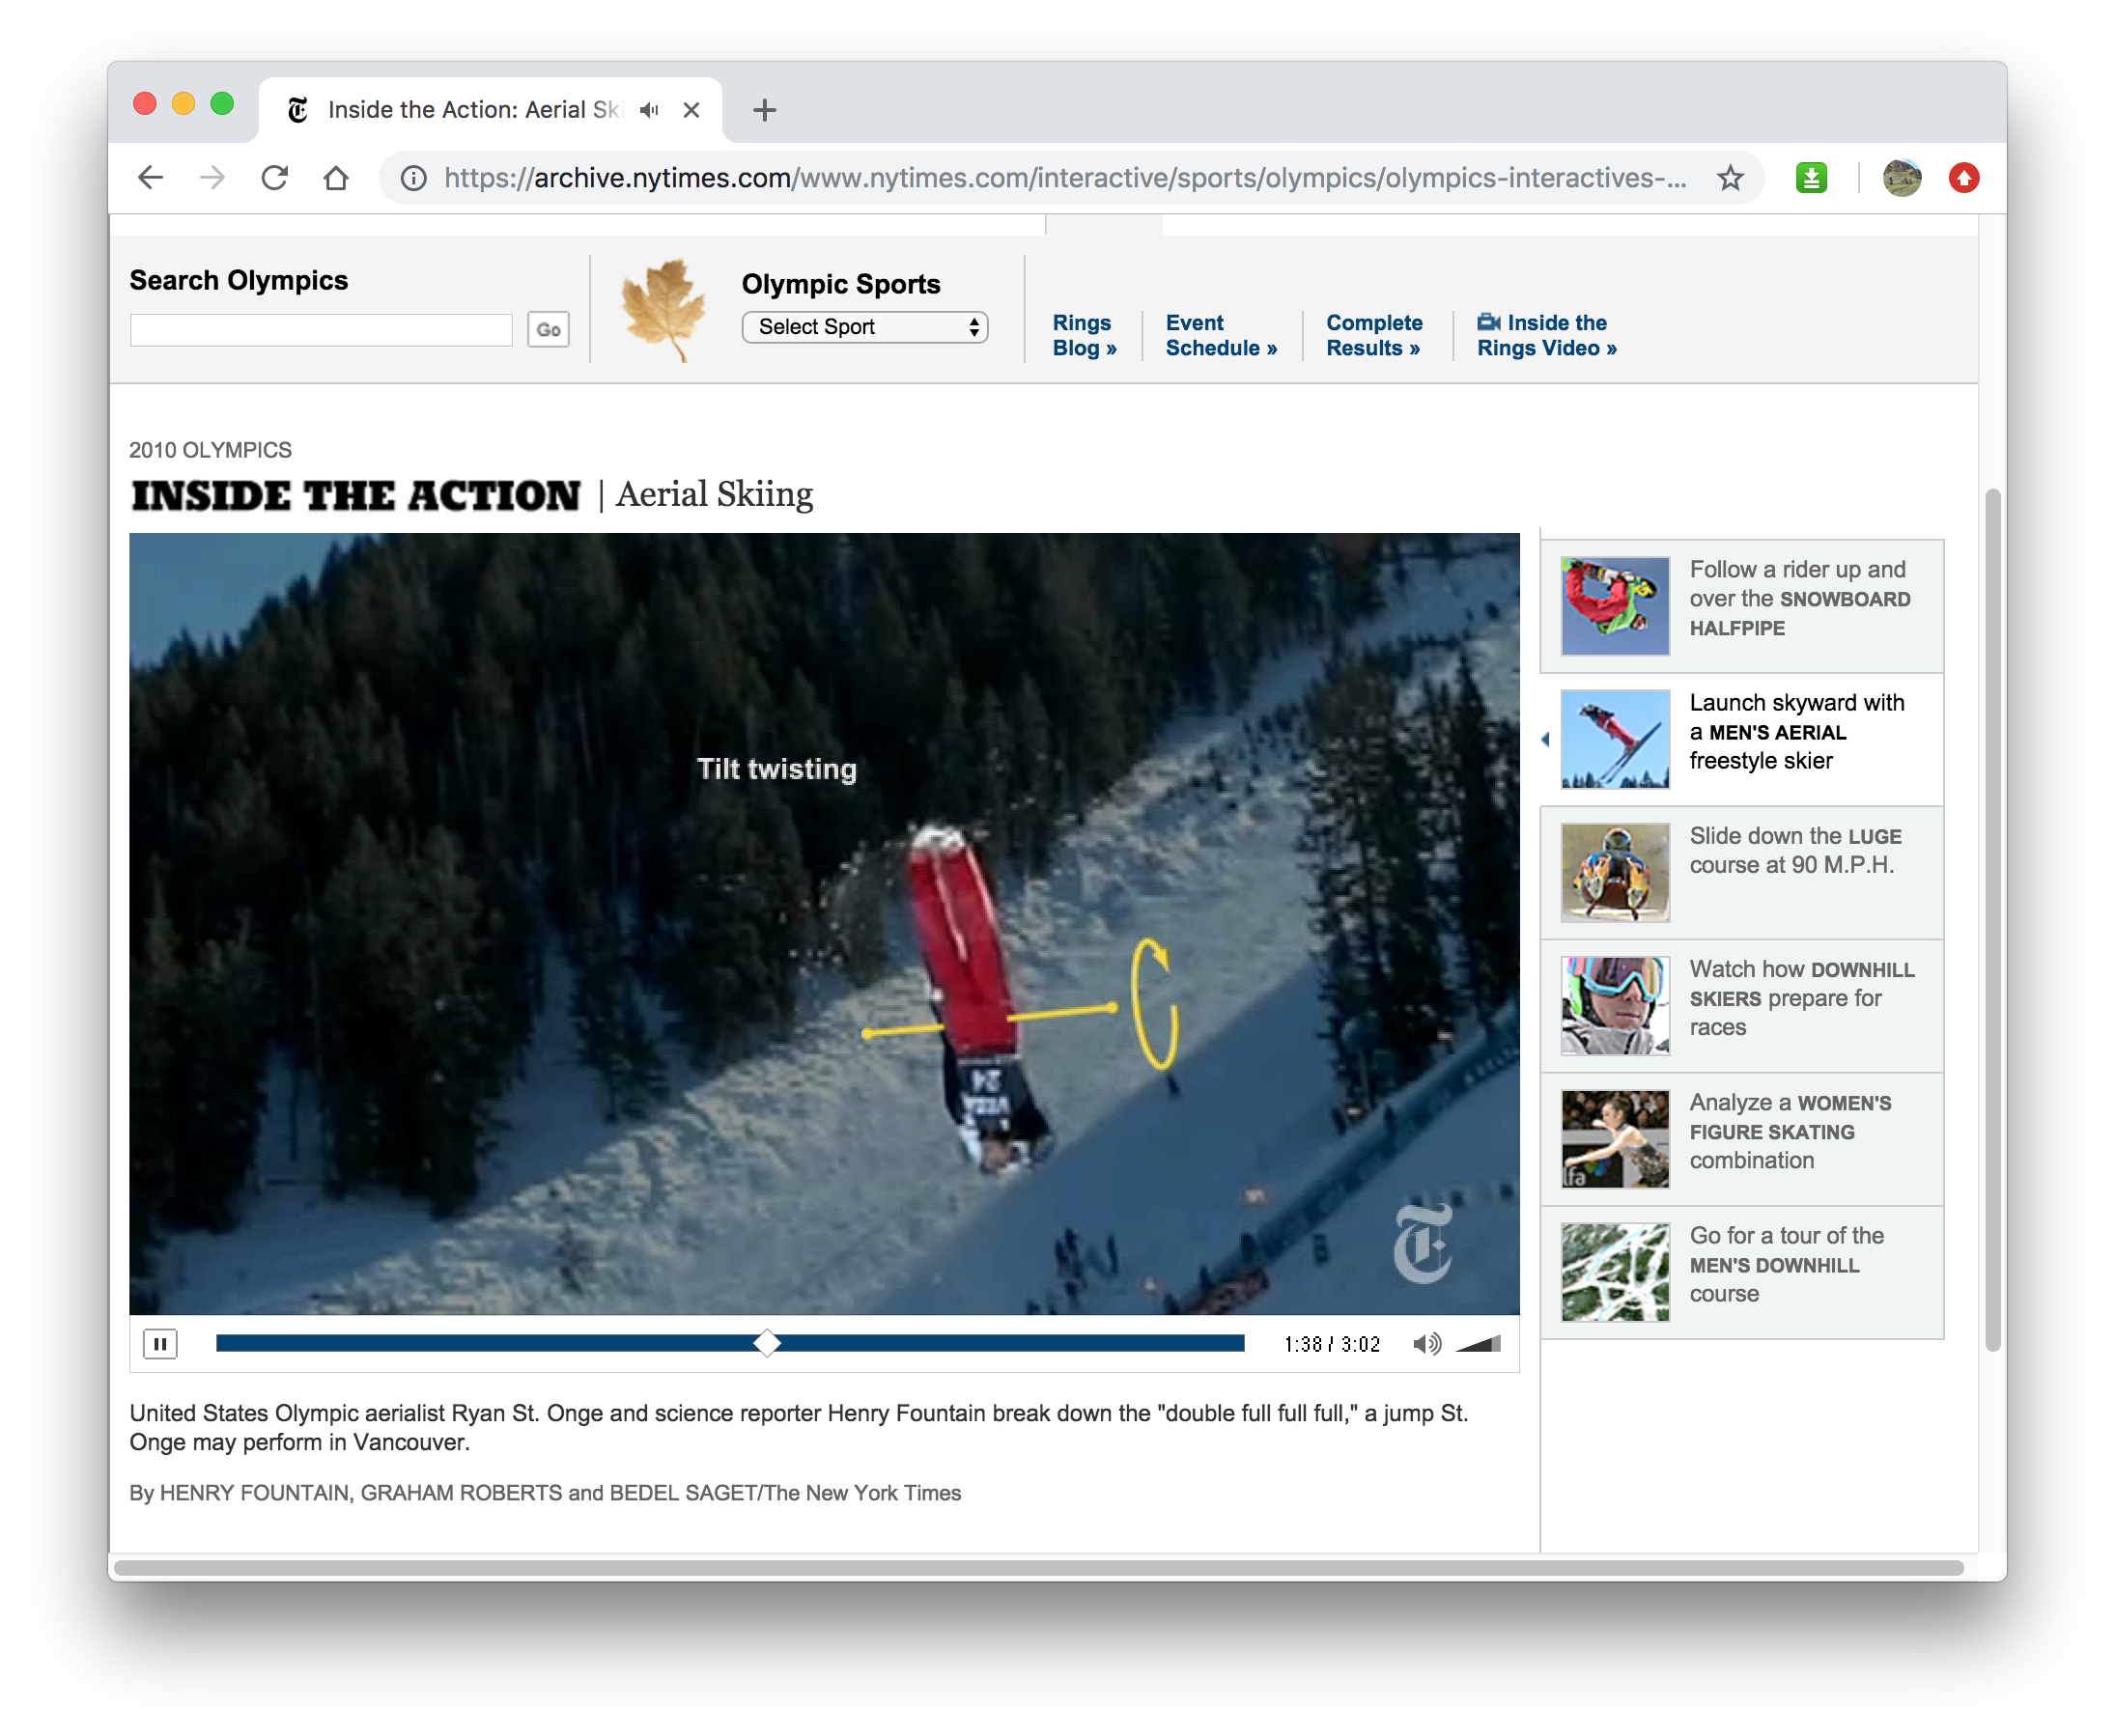 Inside the Action: Aerial Ski
https://archive.nytimes.com/www.nytimes.com/interactive/sports/olympics/olympics-interactives-...
Search Olympics
Go
Olympic Sports
Select Sport
Rings
Blog »
Event
Schedule »
Complete
Results »
Inside the
Rings Video »
2010 OLYMPICS
INSIDE THE ACTION | Aerial Skiing
Tilt twisting
24
VISA
1:38 / 3:02
United States Olympic aerialist Ryan St. Onge and science reporter Henry Fountain break down the "double full full full," a jump St.
Onge may perform in Vancouver.
By HENRY FOUNTAIN, GRAHAM ROBERTS and BEDEL SAGET/The New York Times
Follow a rider up and
over the SNOWBOARD
HALFPIPE
Launch skyward with
a MEN'S AERIAL
freestyle skier
Slide down the LUGE
course at 90 M.P.H.
Watch how DOWNHILL
SKIERS prepare for
races
Analyze a WOMEN'S
FIGURE SKATING
combination
Go for a tour of the
MEN'S DOWNHILL
course